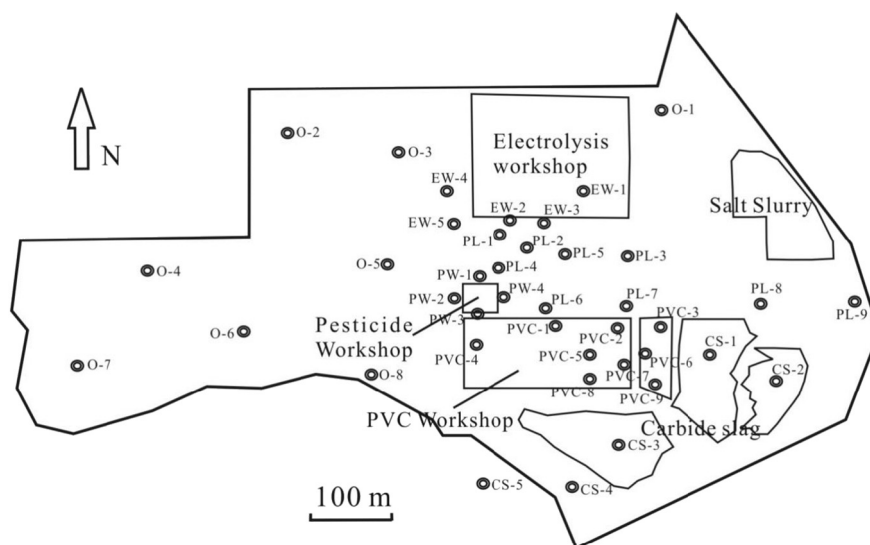 O-1
O-2
Electrolysis
workshop
O-3
N
EW-4
EW-1
Salt Slurry
EW-2
EW-3
EW-5
PL-1
PL-2
PL-5
PL-3
O-4
O-5
PL-4
PW-1
PW-2
PW-4
PL-6
PL-7
PL-8
PL-9
PW-3
Pesticide
Workshop
PVC-1
PVC-2
PVC-3
O-6
PVC-4
PVC-5
PVC-6
CS-1
O-7
O-8
PVC-7
PVC-8
PVC-9
CS-2
PVC Workshop
Carbide slag
CS-3
CS-5
CS-4
100 m